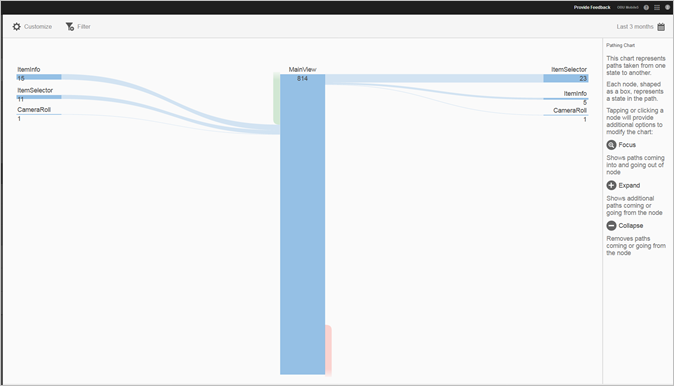 Provide Feedback
Customize
Filter
Last 3 months
MainView
614
ItemInfo
15
ItemSelector
11
CameraRoll
1
ItemSelector
23
ItemInfo
5
CameraRoll
1
Pathing Chart
This chart represents
paths taken from one
state to another.
Each node, shaped
as a box, represents
a state in the path.
Tapping or clicking a
node will provide
additional options to
modify the chart:
Focus
Shows paths coming
into and going out of
node
Expand
Shows additional
paths coming or
going from the node
Collapse
Removes paths
coming or going from
the node